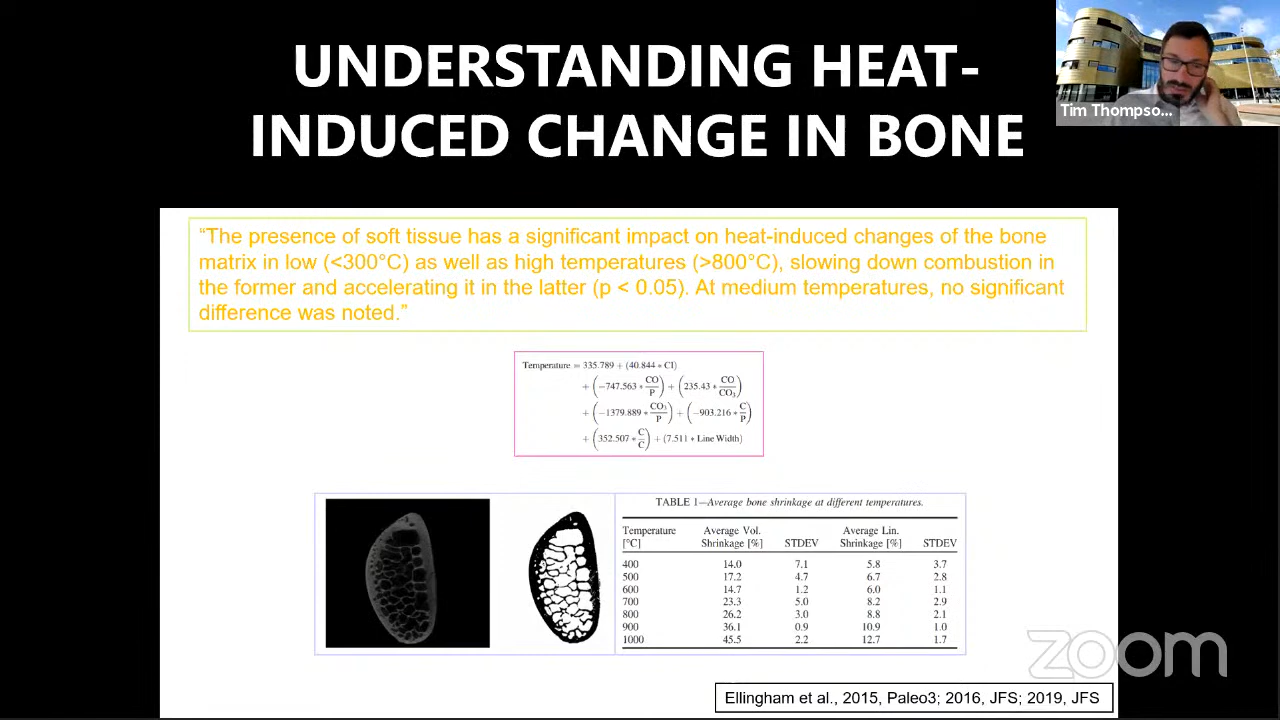 UNDERSTANDING HEAT-
INDUCED CHANGE IN BONE
Tim Thompso...
“The presence of soft tissue has a significant impact on heat-induced changes of the bone
matrix in low (<300°C) as well as high temperatures (>800°C), slowing down combustion in
the former and accelerating it in the latter (p < 0.05). At medium temperatures, no significant
difference was noted.”
Temperature = 335.789 + (40.844 * CI)
+ (−747.563 * CO/P) + (235.43 * CO/CO3)
+ (−1379.889 * CO3/P) + (−903.216 * C/P)
+ (352.507 * C/C) + (7.511 * Line Width)
TABLE 1—Average bone shrinkage at different temperatures.
Temperature Average Vol. Average Lin.
[°C] Shrinkage [%] STDEV Shrinkage [%] STDEV
400 14.0 7.1 5.8 3.7
500 17.2 4.7 6.7 2.8
600 14.7 1.2 6.0 1.1
700 23.3 5.0 8.2 2.9
800 26.2 3.0 8.8 2.1
900 36.1 0.9 10.9 1.0
1000 45.5 2.2 12.7 1.7
zoom
Ellingham et al., 2015, Paleo3; 2016, JFS; 2019, JFS